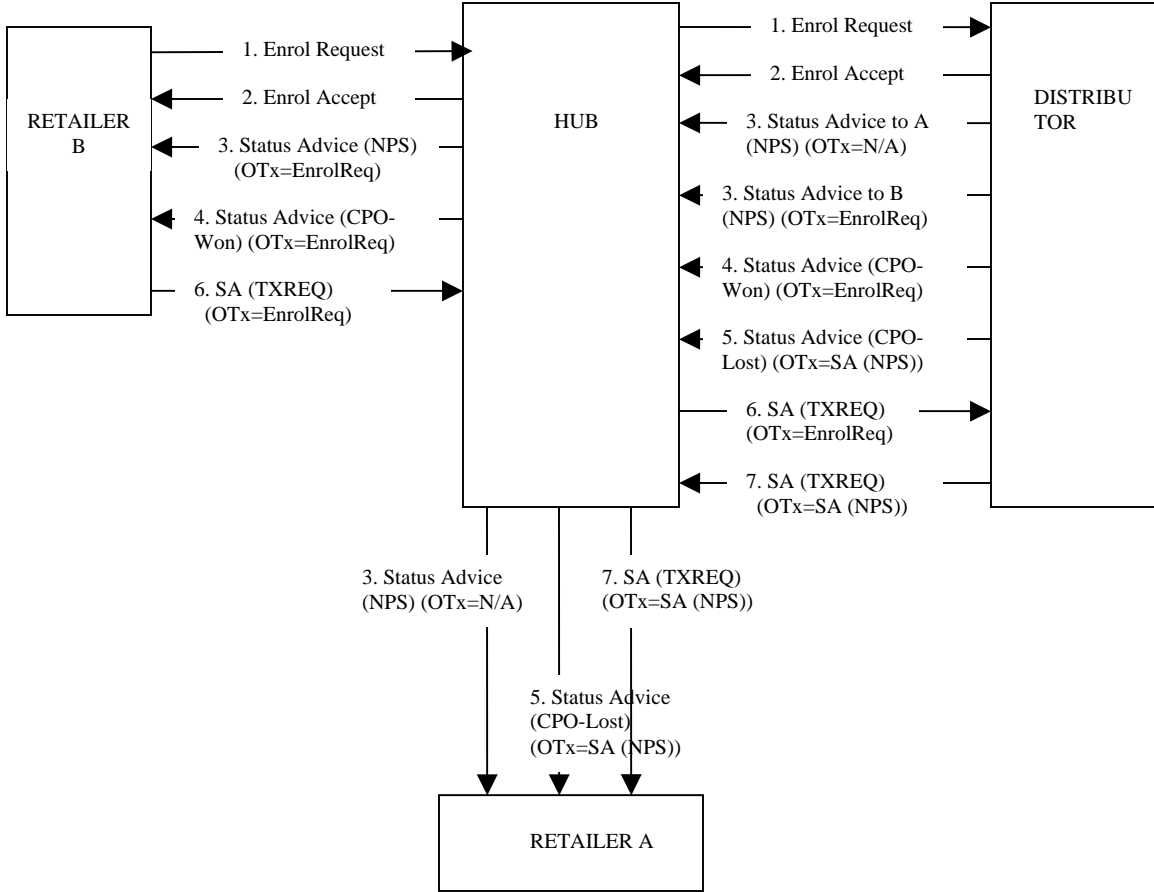 RETAILER
B
1. Enrol Request
2. Enrol Accept
3. Status Advice (NPS)
(OTx=EnrolReq)
4. Status Advice (CPO-
Won) (OTx=EnrolReq)
6. SA (TXREQ)
(OTx=EnrolReq)
HUB
1. Enrol Request
2. Enrol Accept
3. Status Advice to A
(NPS) (OTx=N/A)
3. Status Advice to B
(NPS) (OTx=EnrolReq)
4. Status Advice (CPO-
Won) (OTx=EnrolReq)
5. Status Advice (CPO-
Lost) (OTx=SA (NPS))
6. SA (TXREQ)
(OTx=EnrolReq)
7. SA (TXREQ)
(OTx=SA (NPS))
DISTRIBU
TOR
3. Status Advice
(NPS) (OTx=N/A)
7. SA (TXREQ)
(OTx=SA (NPS))
5. Status Advice
(CPO-Lost)
(OTx=SA (NPS))
RETAILER A